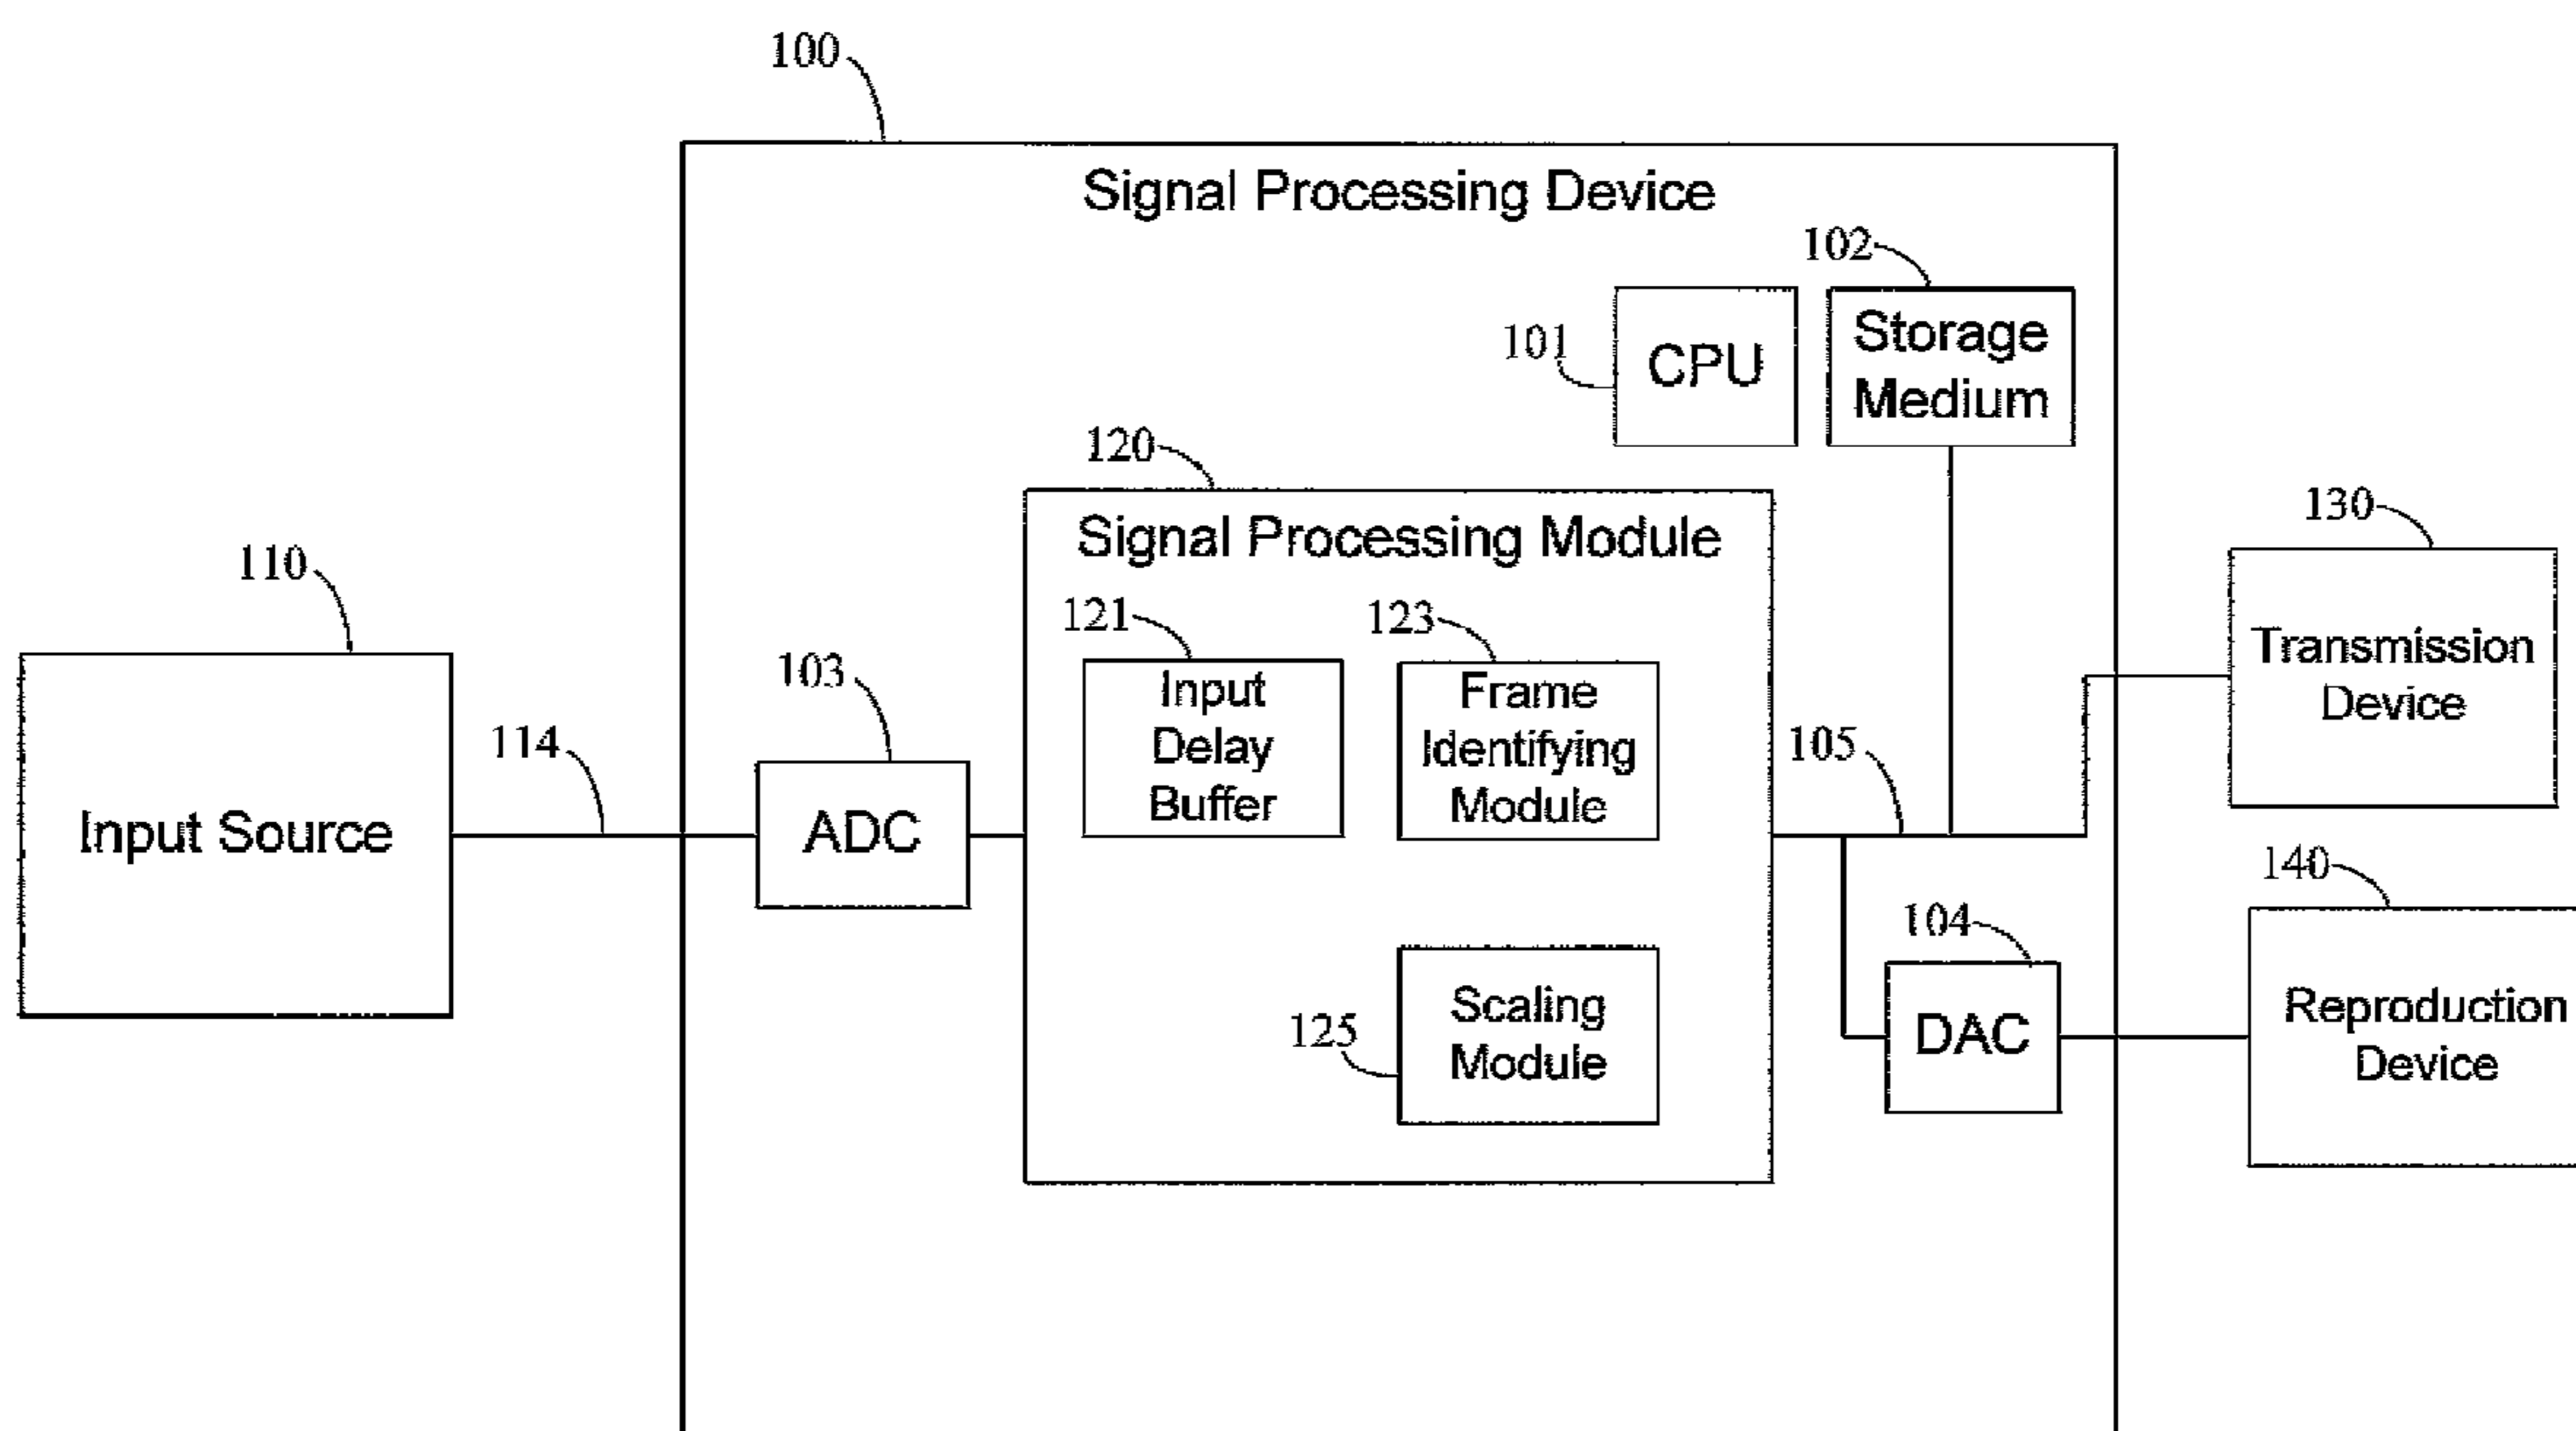 100
Signal Processing Device
102
101
CPU
Storage
Medium
120
Signal Processing Module
130
110
121
123
Input
Delay
Buffer
Frame
Identifying
Module
Transmission
Device
103
114
105
Input Source
ADC
140
104
125
Scaling
Module
DAC
Reproduction
Device